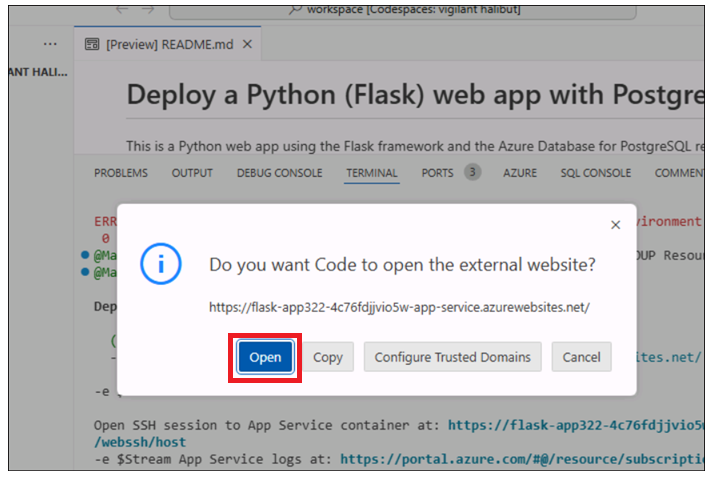 workspace [Codespaces: vigilant halibut]
...
[Preview] README.md ×
ANT HALI...
Deploy a Python (Flask) web app with Postgre
This is a Python web app using the Flask framework and the Azure Database for PostgreSQL re
PROBLEMS OUTPUT DEBUG CONSOLE TERMINAL PORTS 3 AZURE SQL CONSOLE COMMEN
ERR vironment
0
@Ma OUP Resour
@Ma
Do you want Code to open the external website?
Dep
https://flask-app322-4c76fdjjvio5w-app-service.azurewebsites.net/
(
- ites.net/
Open Copy Configure Trusted Domains Cancel
-e $
Open SSH session to App Service container at: https://flask-app322-4c76fdjjvio5w
/webssh/host
-e $Stream App Service logs at: https://portal.azure.com/#@/resource/subscriptio